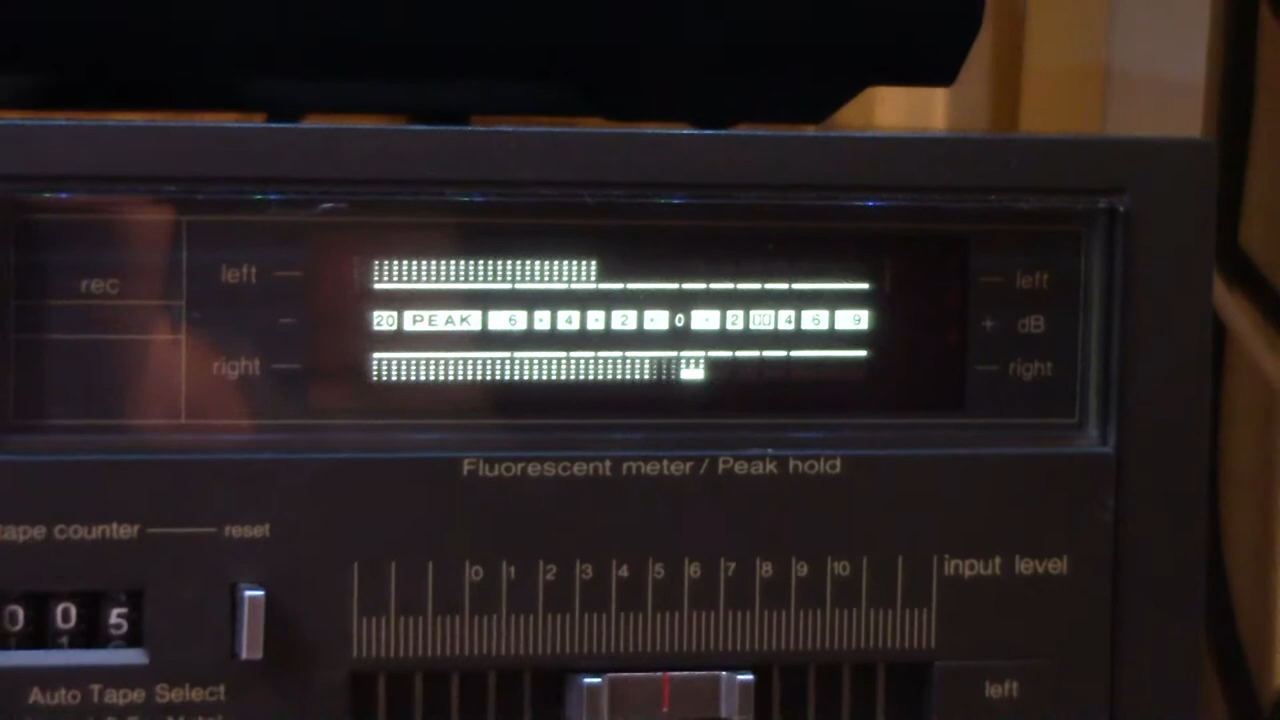 rec
left left
20 PEAK 6 · 4 · 2 · 0 · 2 4 6 9 + dB
right right
Fluorescent meter / Peak hold
tape counter reset
0 1 2 3 4 5 6 7 8 9 10 input level
0 0 5
Auto Tape Select
left